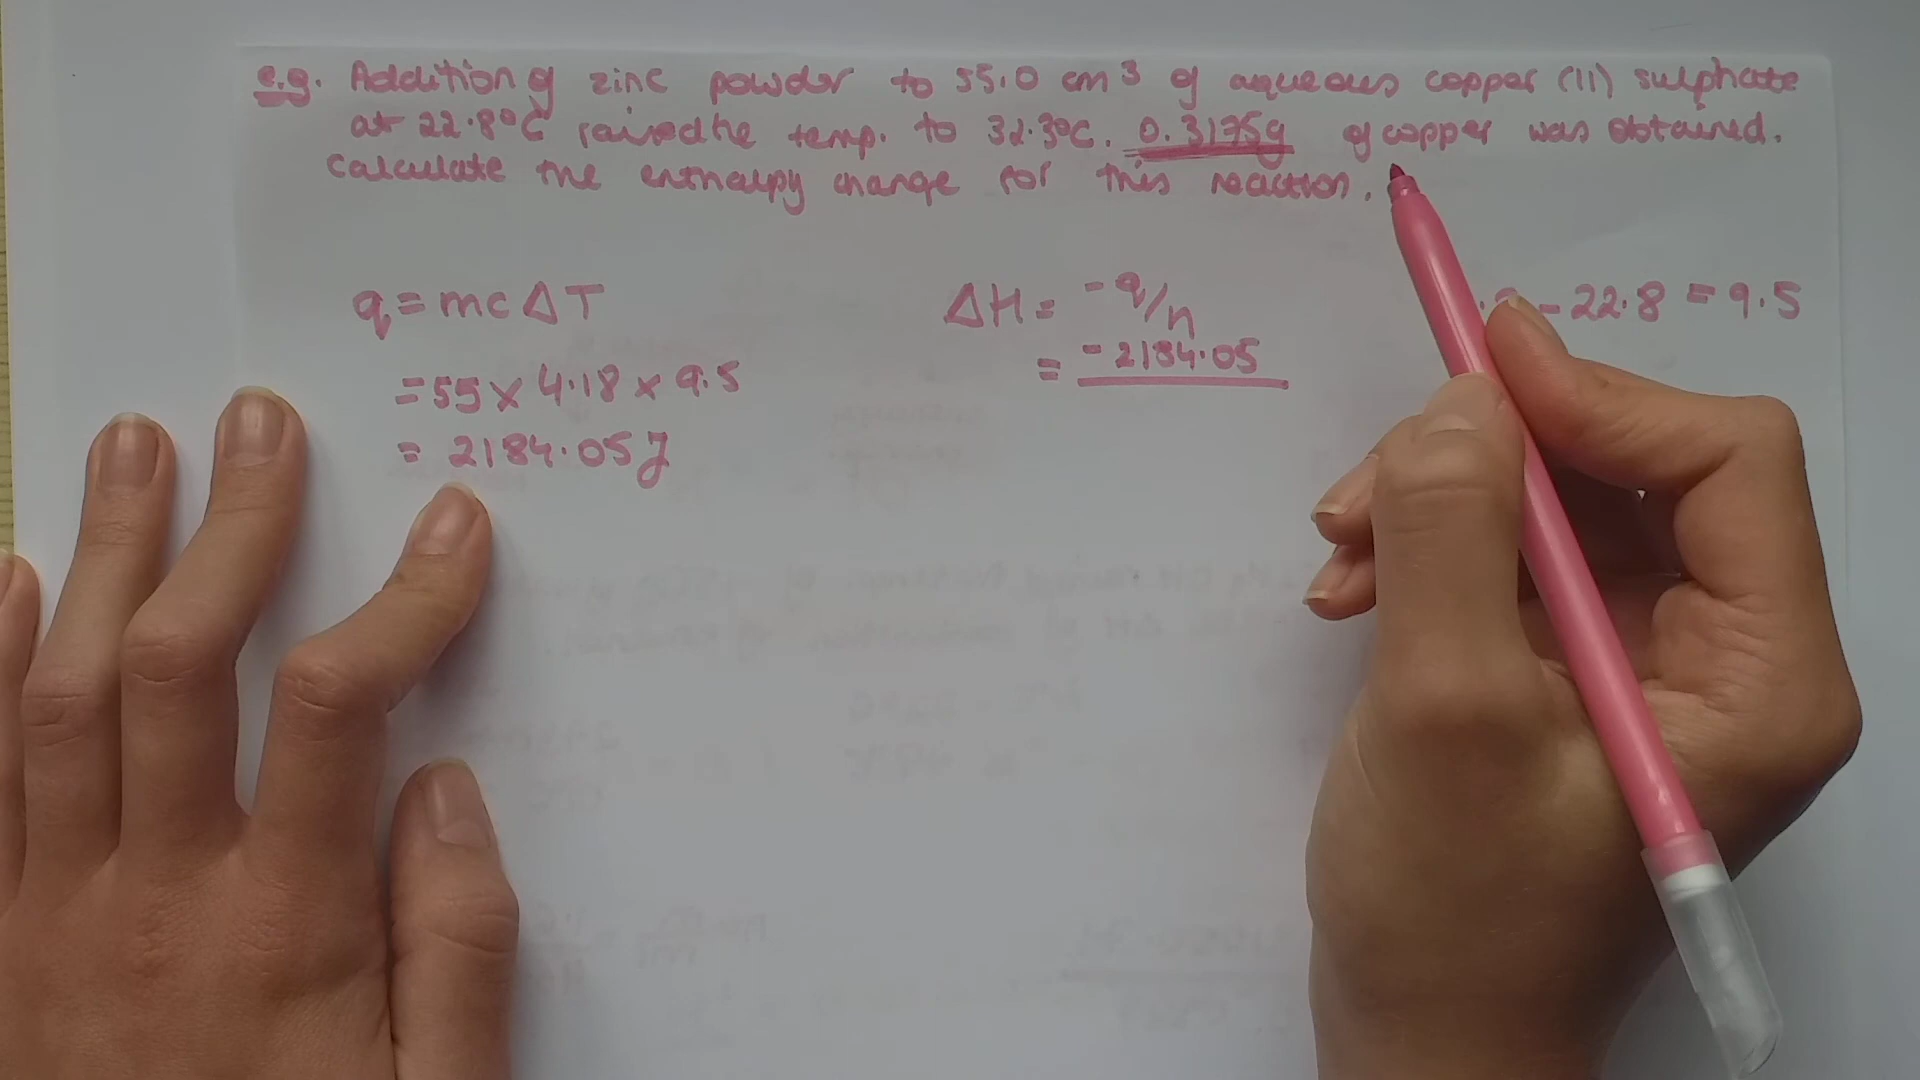 e.g. Addition of zinc powder to 55.0 cm³ of aqueous copper (II) sulphate
at 22.8°C raised the temp. to 32.3°C. 0.3175g of copper was obtained.
Calculate the enthalpy change for this reaction.
q = mcΔT
= 55 x 4.18 x 9.5
= 2184.05J
ΔH = -q/n
= -2184.05
- 22.8 = 9.5